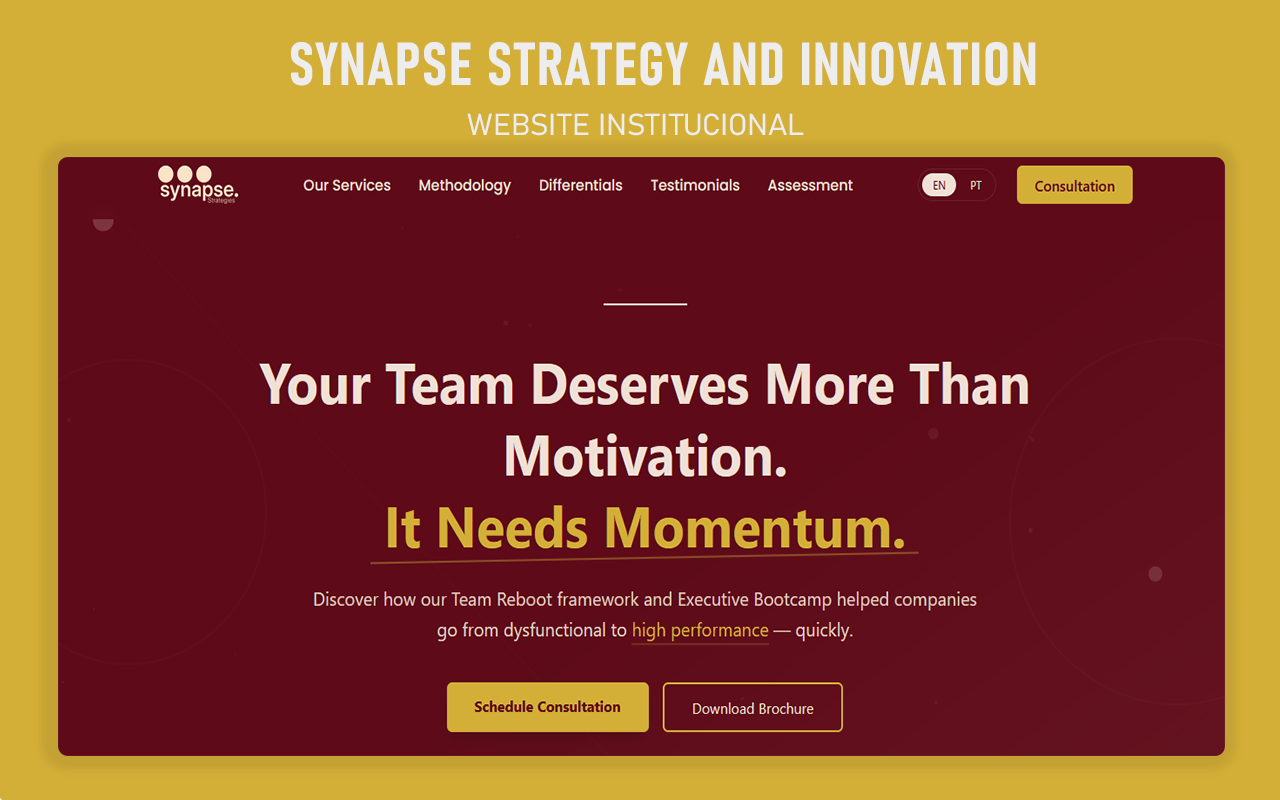 SYNAPSE STRATEGY AND INNOVATION
WEBSITE INSTITUCIONAL
synapse.
Strategies
Our Services Methodology Differentials Testimonials Assessment EN PT Consultation
Your Team Deserves More Than
Motivation.
It Needs Momentum.
Discover how our Team Reboot framework and Executive Bootcamp helped companies
go from dysfunctional to high performance — quickly.
Schedule Consultation Download Brochure